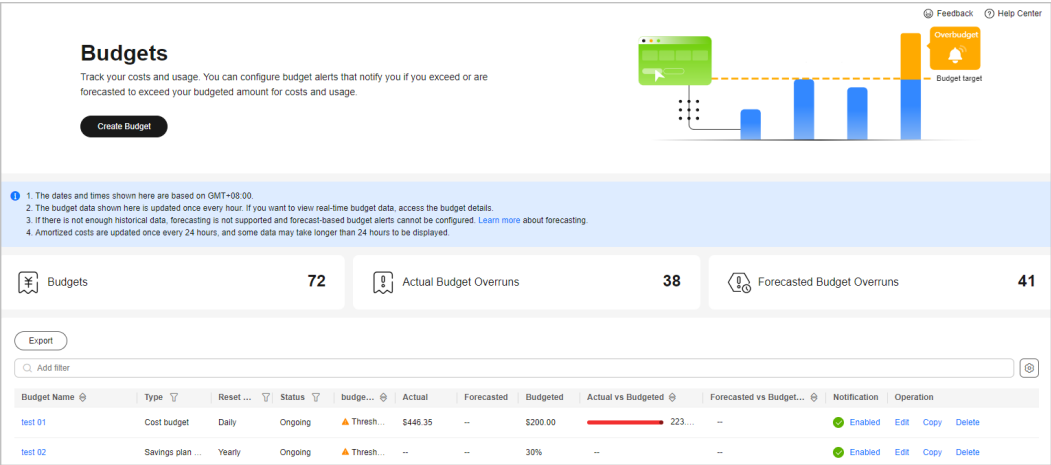 Feedback Help Center
Budgets
Track your costs and usage. You can configure budget alerts that notify you if you exceed or are
forecasted to exceed your budgeted amount for costs and usage.
Create Budget
Overbudget
Budget target
1. The dates and times shown here are based on GMT+08:00.
2. The budget data shown here is updated once every hour. If you want to view real-time budget data, access the budget details.
3. If there is not enough historical data, forecasting is not supported and forecast-based budget alerts cannot be configured. Learn more about forecasting.
4. Amortized costs are updated once every 24 hours, and some data may take longer than 24 hours to be displayed.
Budgets 72 Actual Budget Overruns 38 Forecasted Budget Overruns 41
Export
Add filter
Budget Name Type Reset ... Status budge... Actual Forecasted Budgeted Actual vs Budgeted Forecasted vs Budget... Notification Operation
test 01 Cost budget Daily Ongoing Thresh... $446.35 -- $200.00 223.... -- Enabled Edit Copy Delete
test 02 Savings plan ... Yearly Ongoing Thresh... -- -- 30% -- -- Enabled Edit Copy Delete